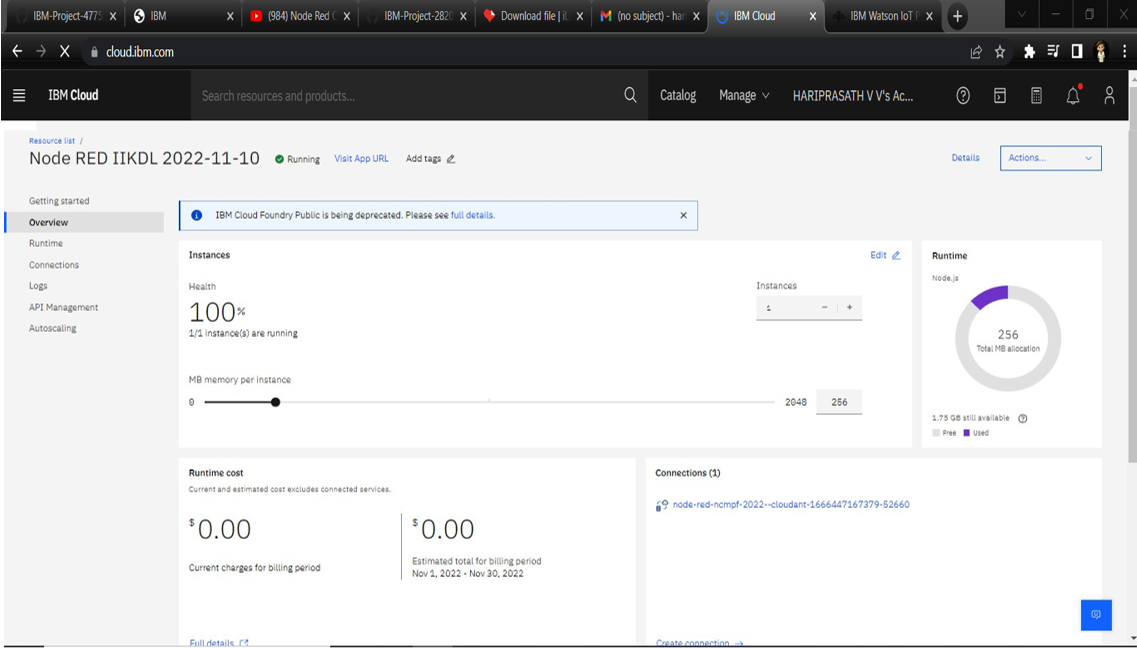 IBM-Project-4775
IBM
(984) Node Red C
IBM-Project-2820
Download file | iL
(no subject) - hari
IBM Cloud
IBM Watson IoT P
cloud.ibm.com
IBM Cloud
Search resources and products...
Catalog
Manage
HARIPRASATH V V's Ac...
Resource list /
Node RED IIKDL 2022-11-10
Running
Visit App URL
Add tags
Details
Actions...
Getting started
Overview
Runtime
Connections
Logs
API Management
Autoscaling
IBM Cloud Foundry Public is being deprecated. Please see full details.
Instances
Edit
Health
100%
1/1 instance(s) are running
Instances
1
MB memory per instance
0
2048
256
Runtime
Node.js
256
Total MB allocation
1.75 GB still available
Free
Used
Runtime cost
Current and estimated cost excludes connected services.
$0.00
Current charges for billing period
$0.00
Estimated total for billing period
Nov 1, 2022 - Nov 30, 2022
Full details
Connections (1)
node-red-ncmpf-2022--cloudant-1666447167379-52660
Create connection